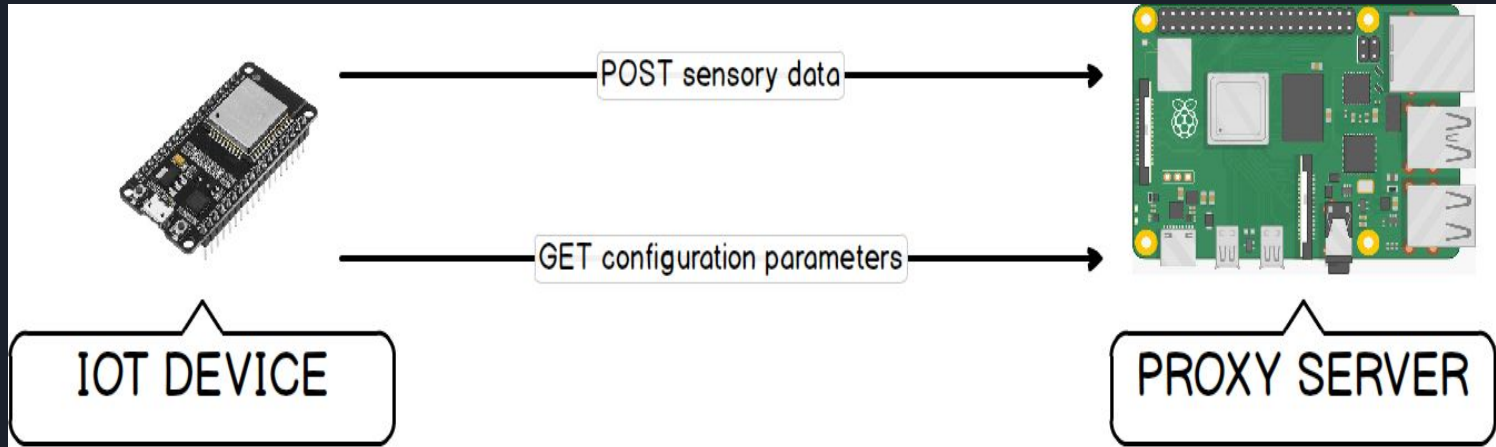 POST sensory data
GET configuration parameters
IOT DEVICE
PROXY SERVER